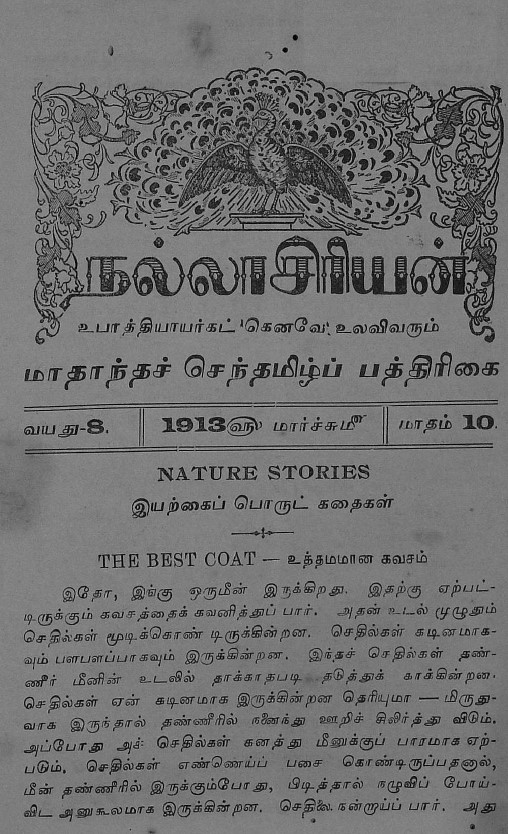 நல்லாசிரியன்
உபாத்தியாயர்கட் 'கெனவே' உலவிவரும்
மாதாந்தச் செந்தமிழ்ப் பத்திரிகை
வயது-8. 1913௵ மார்ச்சு௴ மாதம் 10.
NATURE STORIES
இயற்கைப் பொருட் கதைகள்
THE BEST COAT — உத்தமமான கவசம்
இதோ, இங்கு ஒருமீன் இருக்கிறது. இதற்கு ஏற்பட்-
டிருக்கும் கவசத்தைக் கவனித்துப் பார். அதன் உடல் முழுதும்
செதில்கள் மூடிக்கொண் டிருக்கின்றன. செதில்கள் கடினமாக-
வும் பளபளப்பாகவும் இருக்கின்றன. இந்தச் செதில்கள் தண்-
ணீர் மீனின் உடலில் தாக்காதபடி தடுத்துக் காக்கின்றன.
செதில்கள் ஏன் கடினமாக இருக்கின்றன தெரியுமா — மிருது-
வாக இருந்தால் தண்ணீரில் நனைந்து ஊறிச் சிலிர்த்து விடும்.
அப்போது அச் செதில்கள் கனத்து மீனுக்குப் பாரமாக ஏற்-
படும். செதில்கள் எண்ணெய்ப் பசை கொண்டிருப்பதனால்,
மீன் தண்ணீரில் இருக்கும்போது, பிடித்தால் நழுவிப் போய்-
விட அனுகூலமாக இருக்கின்றன. செதிலை நன்றாய்ப் பார். அது